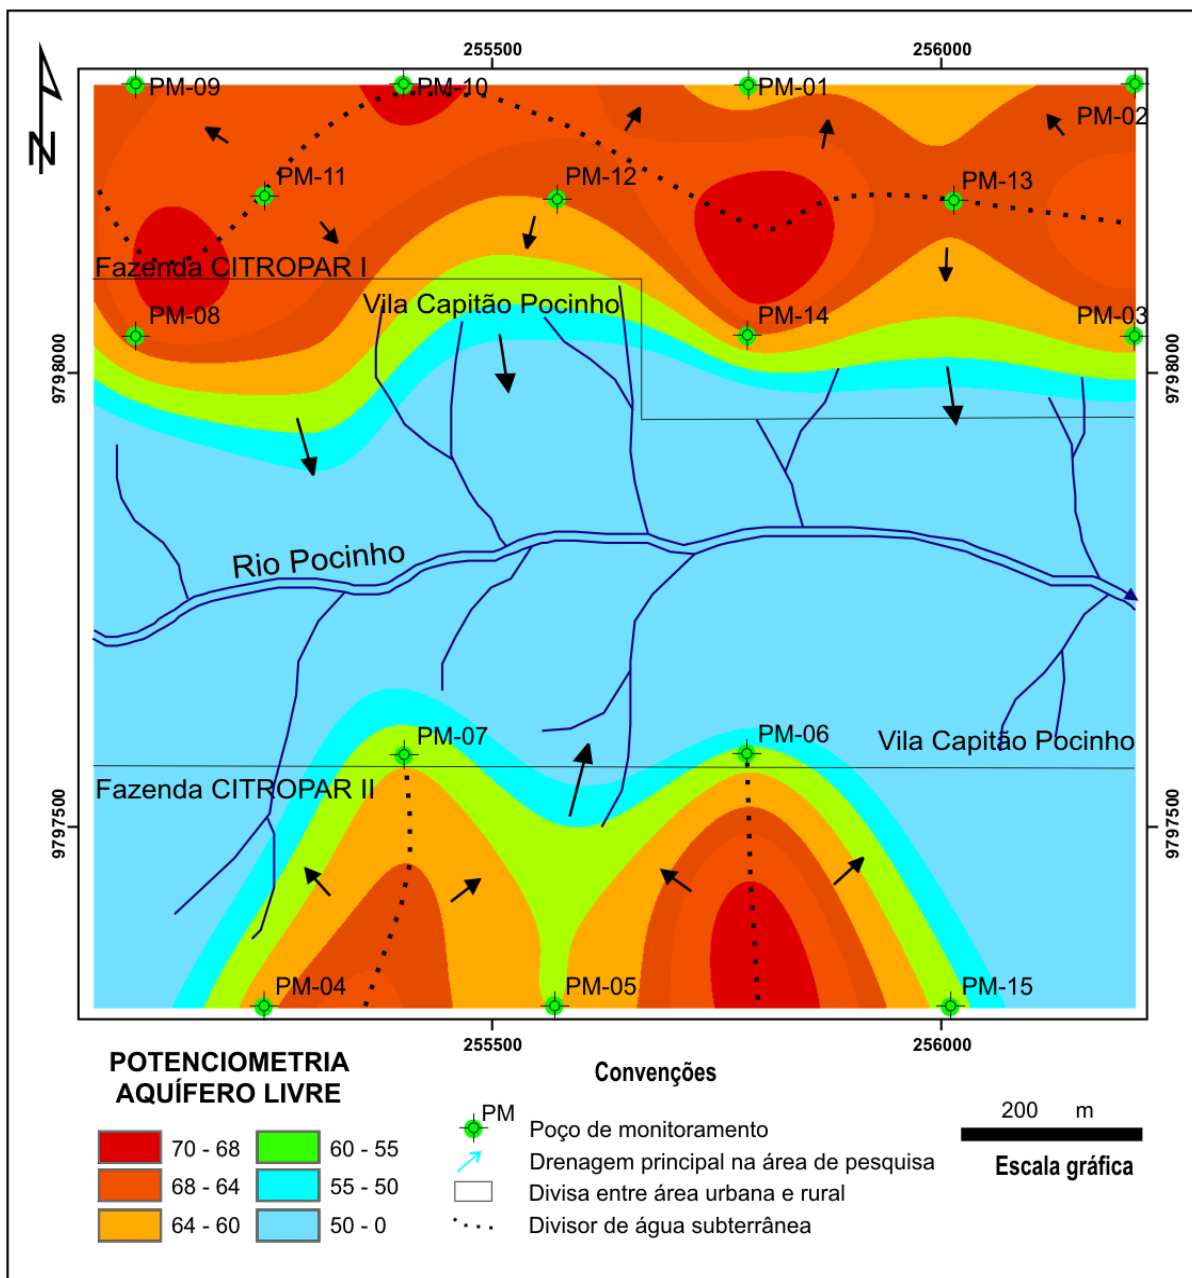 255500
256000
PM-09
PM-10
PM-01
PM-02
N
PM-11
PM-12
PM-13
Fazenda CITROPAR I
Vila Capitão Pocinho
PM-08
PM-14
PM-03
9798000
9798000
Rio Pocinho
PM-07
PM-06
Vila Capitão Pocinho
Fazenda CITROPAR II
9797500
9797500
PM-04
PM-05
PM-15
255500
256000
POTENCIOMETRIA
AQUÍFERO LIVRE
70 - 68
68 - 64
64 - 60
60 - 55
55 - 50
50 - 0
Convenções
PM
Poço de monitoramento
Drenagem principal na área de pesquisa
Divisa entre área urbana e rural
Divisor de água subterrânea
200 m
Escala gráfica